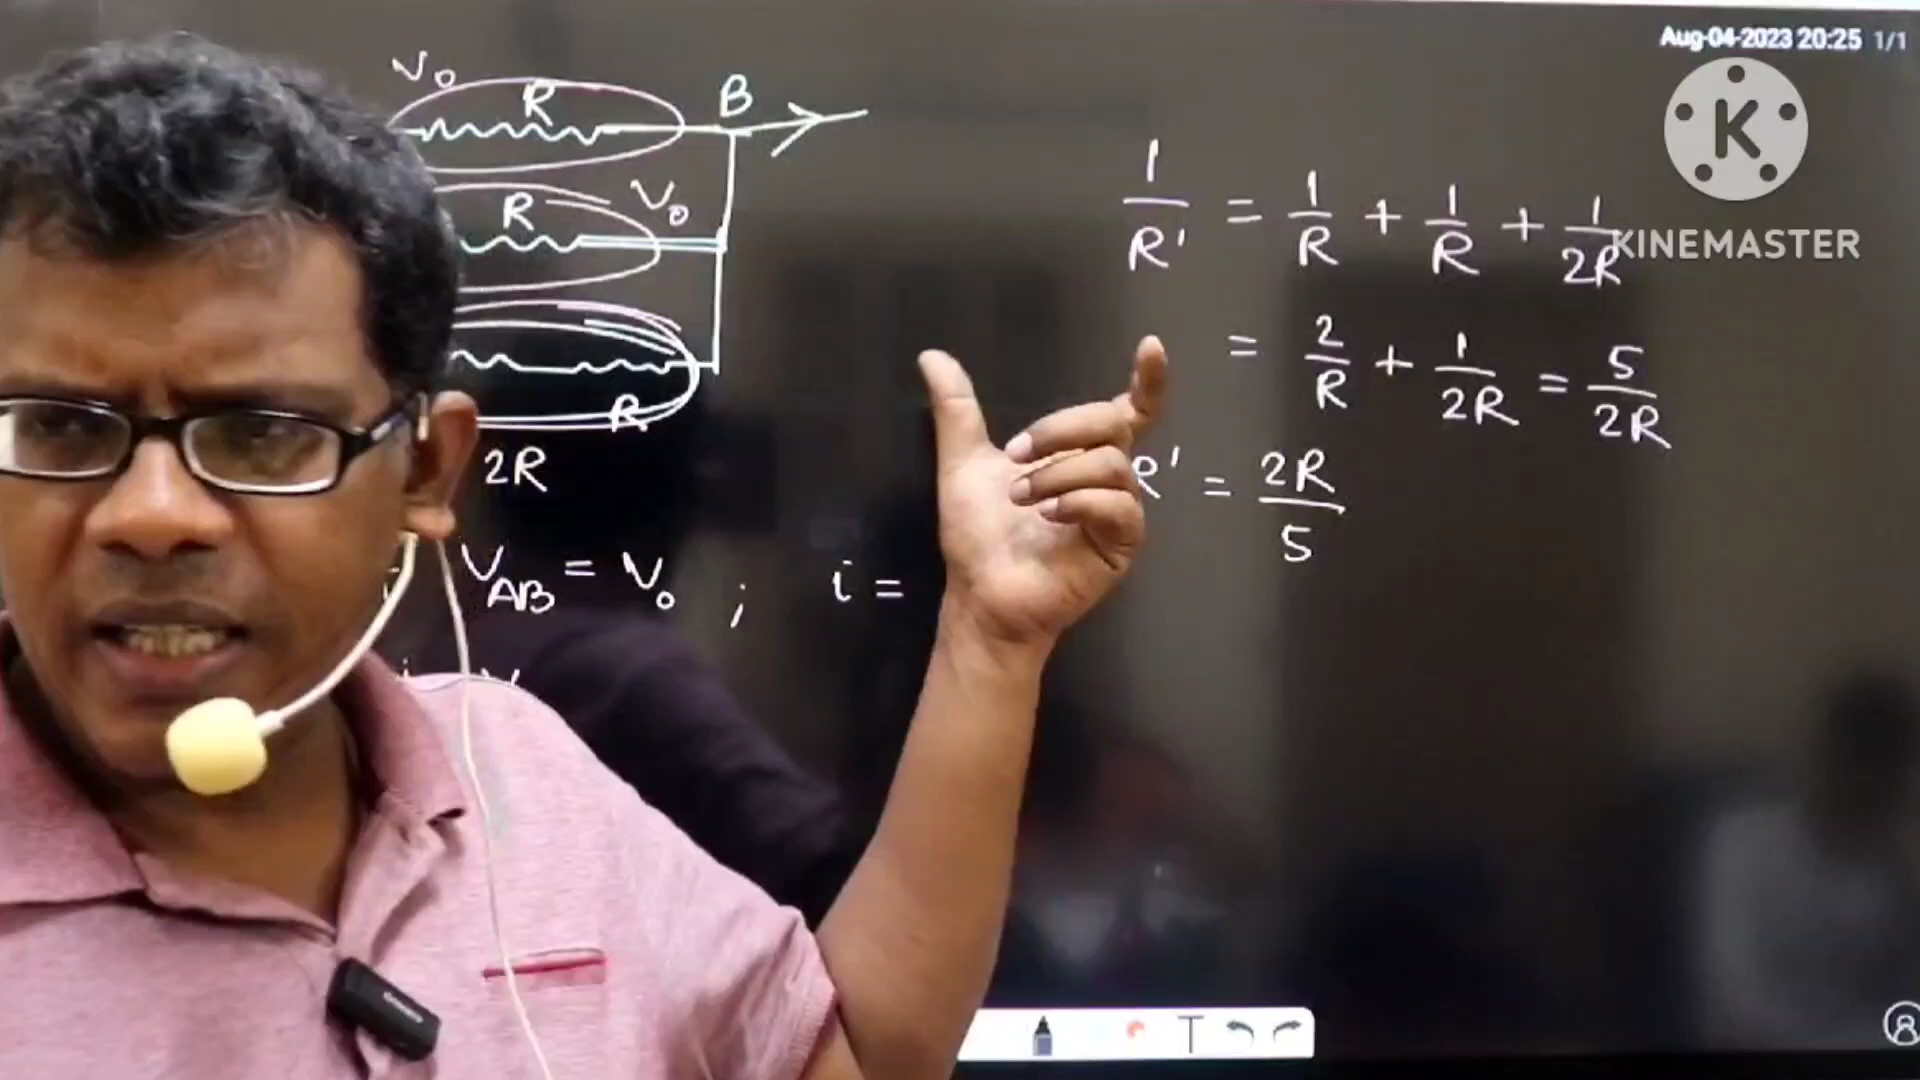 Aug-04-2023 20:25 1/1
K
KINEMASTER
V₀
R
B
R
V₀
R
2R
V_AB = V₀ ; i =
1/R' = 1/R + 1/R + 1/2R
= 2/R + 1/2R = 5/2R
R' = 2R/5
T